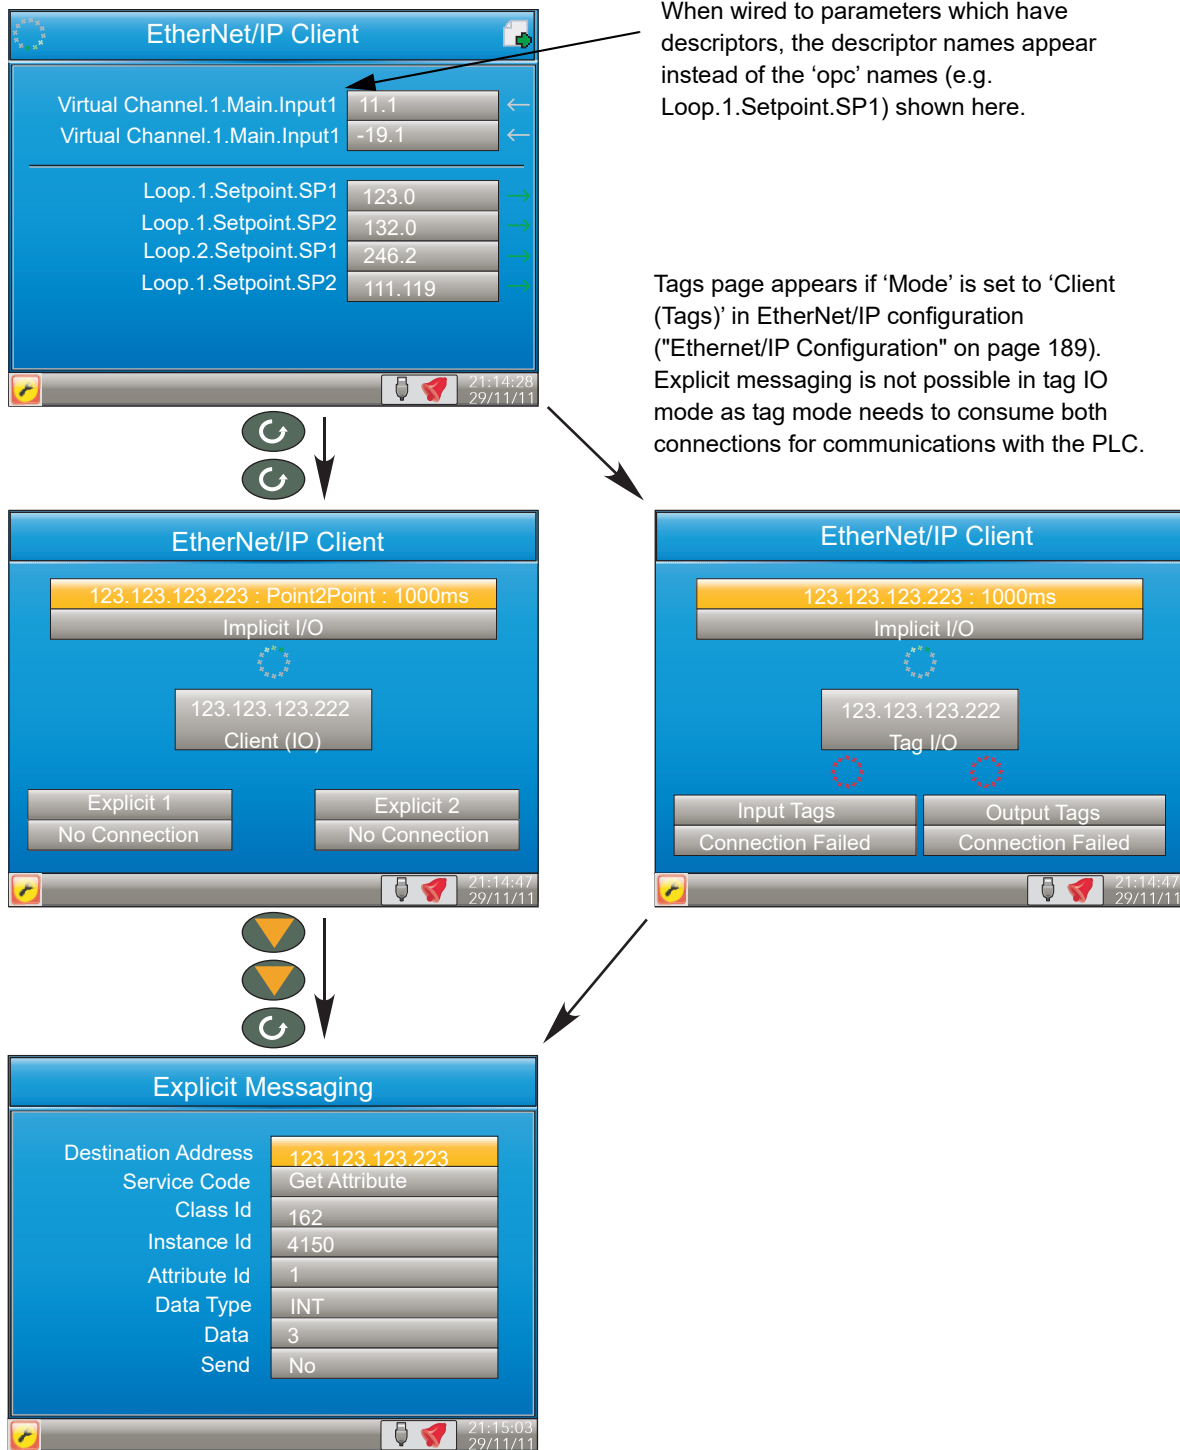 EtherNet/IP Client
When wired to parameters which have
descriptors, the descriptor names appear
instead of the ‘opc’ names (e.g.
Loop.1.Setpoint.SP1) shown here.
Virtual Channel.1.Main.Input1 11.1
Virtual Channel.1.Main.Input1 -19.1
Loop.1.Setpoint.SP1 123.0
Loop.1.Setpoint.SP2 132.0
Loop.2.Setpoint.SP1 246.2
Loop.1.Setpoint.SP2 111.119
21:14:28
29/11/11
Tags page appears if ‘Mode’ is set to ‘Client
(Tags)’ in EtherNet/IP configuration
("Ethernet/IP Configuration" on page 189).
Explicit messaging is not possible in tag IO
mode as tag mode needs to consume both
connections for communications with the PLC.
EtherNet/IP Client
123.123.123.223 : Point2Point : 1000ms
Implicit I/O
123.123.123.222
Client (IO)
Explicit 1
No Connection
Explicit 2
No Connection
21:14:47
29/11/11
EtherNet/IP Client
123.123.123.223 : 1000ms
Implicit I/O
123.123.123.222
Tag I/O
Input Tags
Connection Failed
Output Tags
Connection Failed
21:14:47
29/11/11
Explicit Messaging
Destination Address 123.123.123.223
Service Code Get Attribute
Class Id 162
Instance Id 4150
Attribute Id 1
Data Type INT
Data 3
Send No
21:15:03
29/11/11